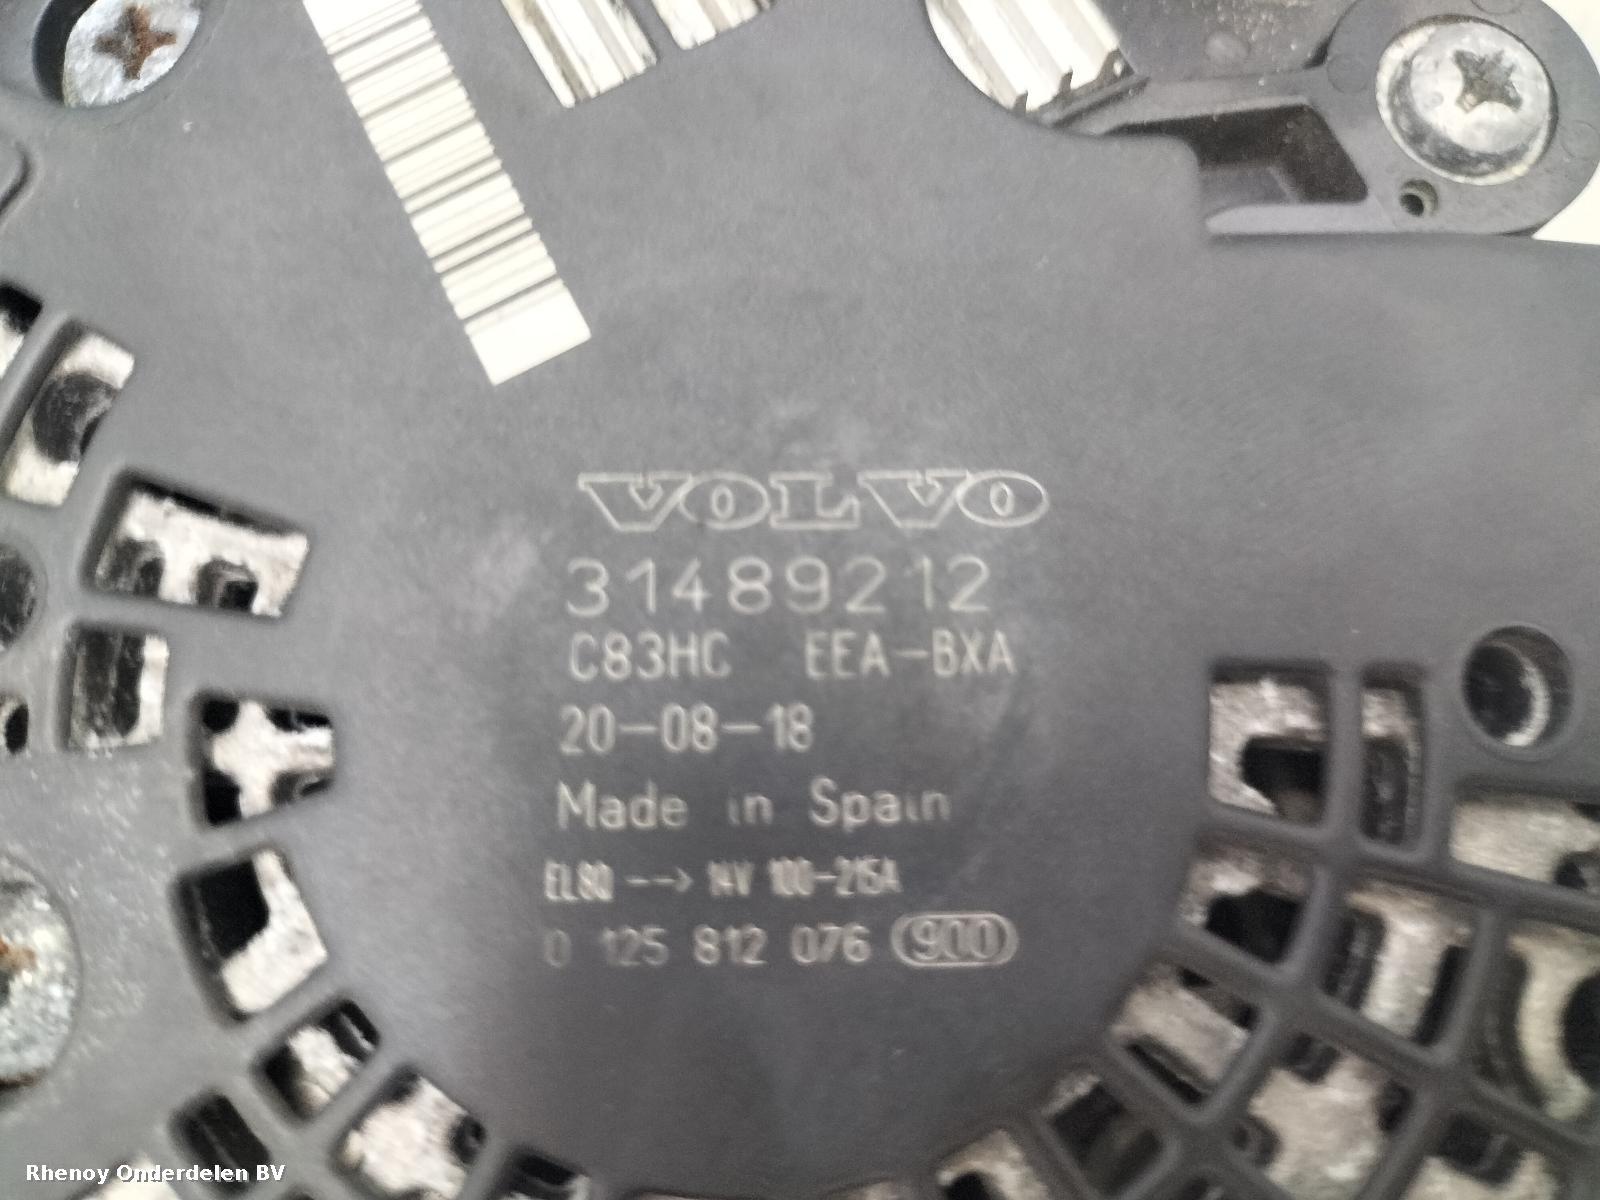 VOLVO
31489212
C83HC EEA-BXA
20-08-18
Made in Spain
EL80 --> 14V 100-215A
0 125 812 076 900
Rhenoy Onderdelen BV